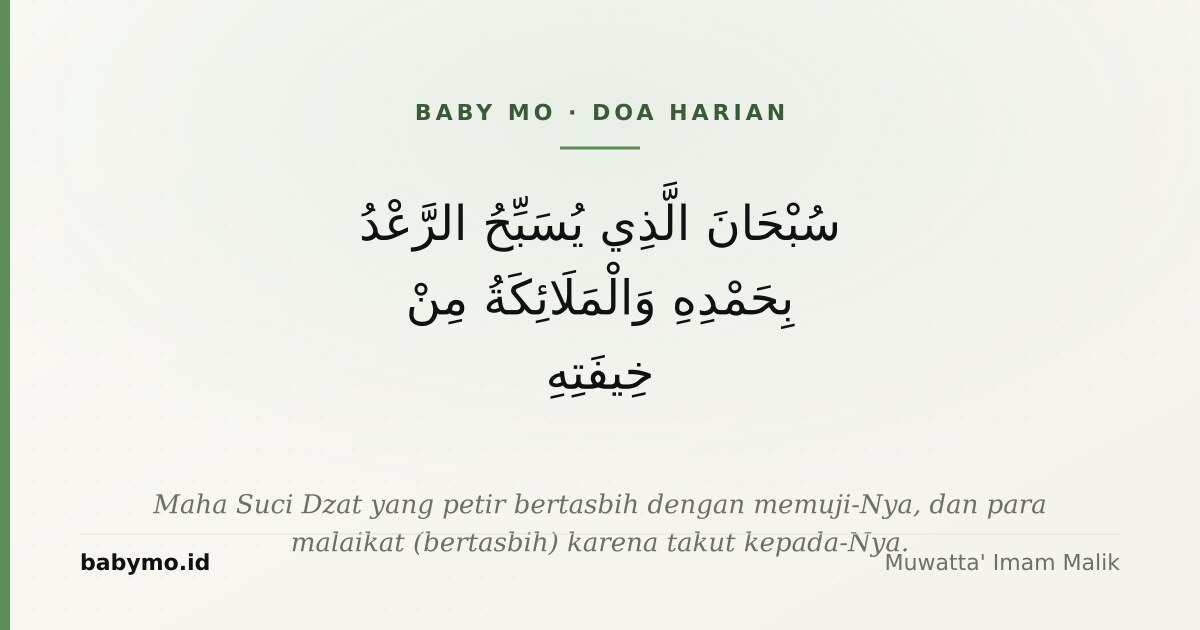 BABY MO · DOA HARIAN
سُبْحَانَ الَّذِي يُسَبِّحُ الرَّعْدُ
بِحَمْدِهِ وَالْمَلَائِكَةُ مِنْ
خِيفَتِهِ
Maha Suci Dzat yang petir bertasbih dengan memuji-Nya, dan para
malaikat (bertasbih) karena takut kepada-Nya.
babymo.id
Muwatta' Imam Malik